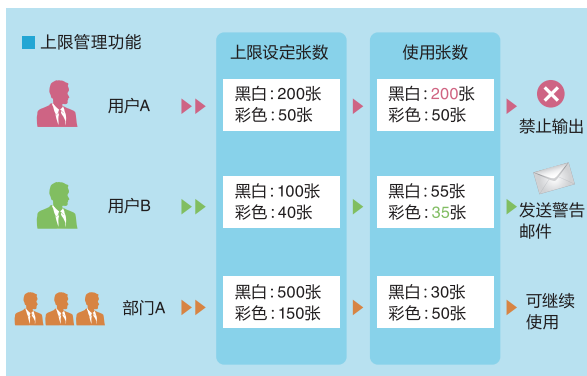 上限管理功能
上限设定张数
使用张数
用户A
黑白:200张
彩色:50张
黑白:200张
彩色:50张
禁止输出
用户B
黑白:100张
彩色:40张
黑白:55张
彩色:35张
发送警告
邮件
部门A
黑白:500张
彩色:150张
黑白:30张
彩色:50张
可继续
使用